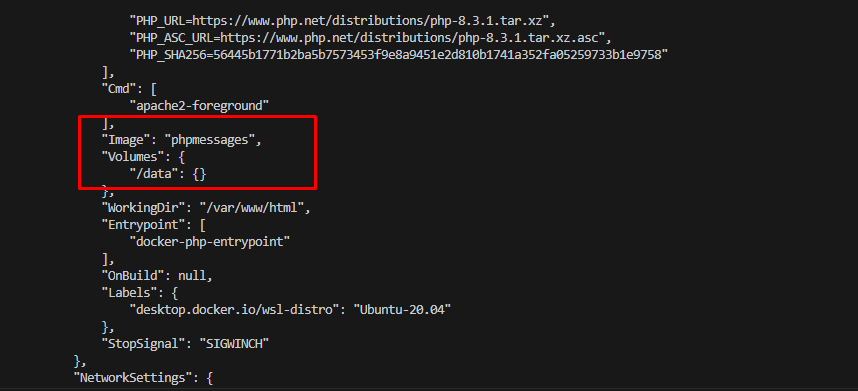 "PHP_URL=https://www.php.net/distributions/php-8.3.1.tar.xz",
"PHP_ASC_URL=https://www.php.net/distributions/php-8.3.1.tar.xz.asc",
"PHP_SHA256=56445b1771b2ba5b7573453f9e8a9451e2d810b1741a352fa05259733b1e9758"
],
"Cmd": [
"apache2-foreground"
],
"Image": "phpmessages",
"Volumes": {
"/data": {}
},
"WorkingDir": "/var/www/html",
"Entrypoint": [
"docker-php-entrypoint"
],
"OnBuild": null,
"Labels": {
"desktop.docker.io/wsl-distro": "Ubuntu-20.04"
},
"StopSignal": "SIGWINCH"
},
"NetworkSettings": {